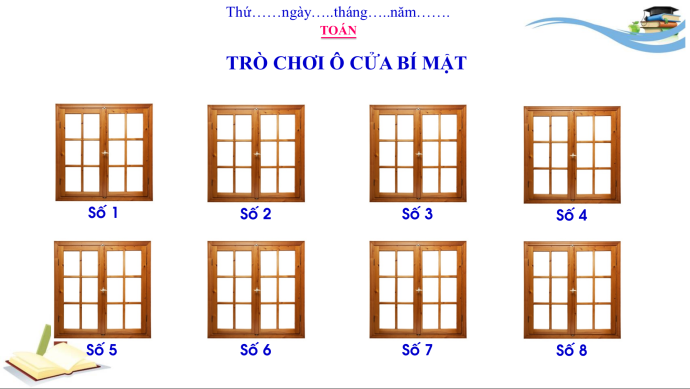 Thứ……ngày…..tháng…..năm…….
TOÁN
TRÒ CHƠI Ô CỬA BÍ MẬT
Số 1
Số 2
Số 3
Số 4
Số 5
Số 6
Số 7
Số 8